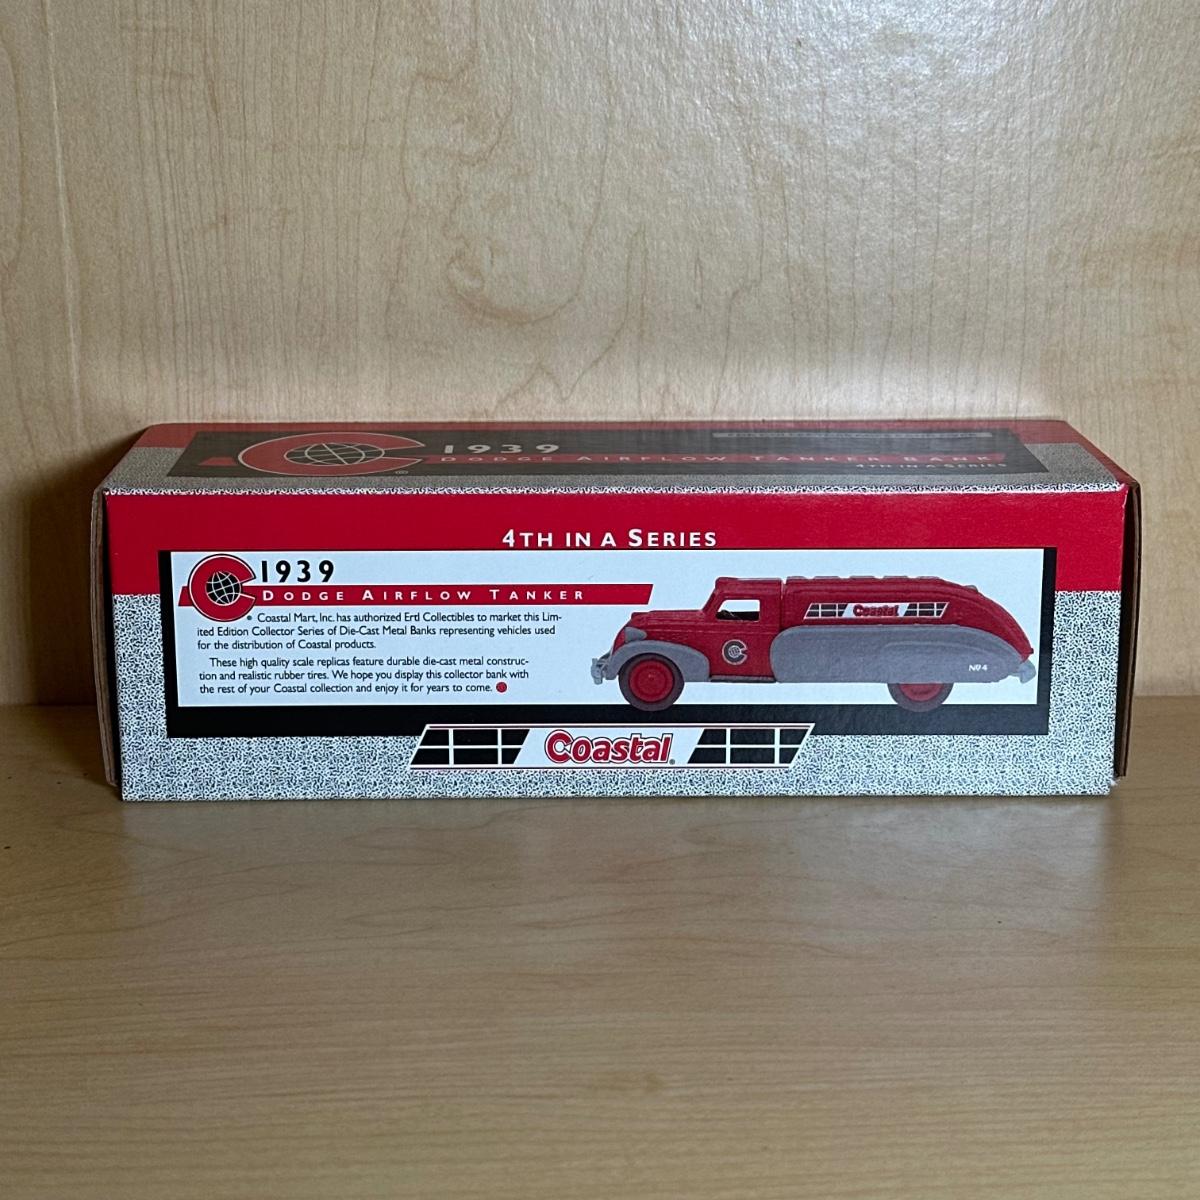 1939
DODGE AIRFLOW TANKER BANK
4TH IN A SERIES
®
4TH IN A SERIES
1939
DODGE AIRFLOW TANKER
® Coastal Mart, Inc. has authorized Ertl Collectibles to market this Lim-
ited Edition Collector Series of Die-Cast Metal Banks representing vehicles used
for the distribution of Coastal products.
These high quality scale replicas feature durable die-cast metal construc-
tion and realistic rubber tires. We hope you display this collector bank with
the rest of your Coastal collection and enjoy it for years to come.
Coastal
Nº 4
Coastal®